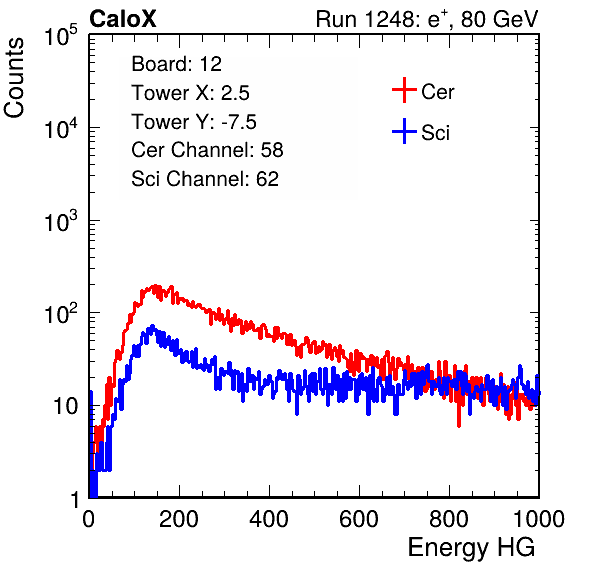 CaloX Run 1248: e⁺, 80 GeV
Counts
10⁵
10⁴
10³
10²
10
1
Board: 12
Tower X: 2.5
Tower Y: -7.5
Cer Channel: 58
Sci Channel: 62
Cer
Sci
0 200 400 600 800 1000
Energy HG